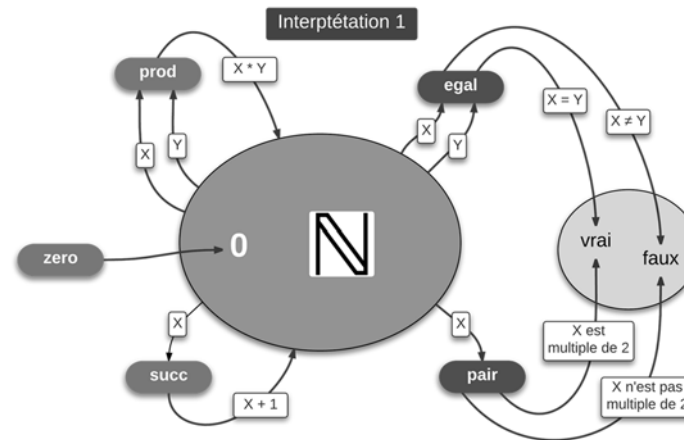 Interptétation 1
prod
X * Y
X
Y
egal
X
Y
X = Y
X ≠ Y
zero
0
ℕ
vrai
faux
X
succ
X + 1
X
pair
X est
multiple de 2
X n'est pas
multiple de 2